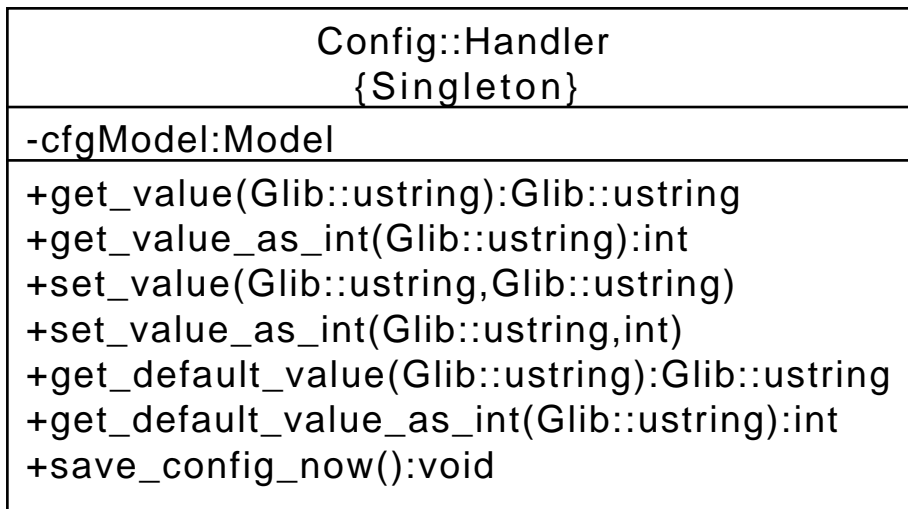 Config::Handler
{Singleton}
-cfgModel:Model
+get_value(Glib::ustring):Glib::ustring
+get_value_as_int(Glib::ustring):int
+set_value(Glib::ustring,Glib::ustring)
+set_value_as_int(Glib::ustring,int)
+get_default_value(Glib::ustring):Glib::ustring
+get_default_value_as_int(Glib::ustring):int
+save_config_now():void